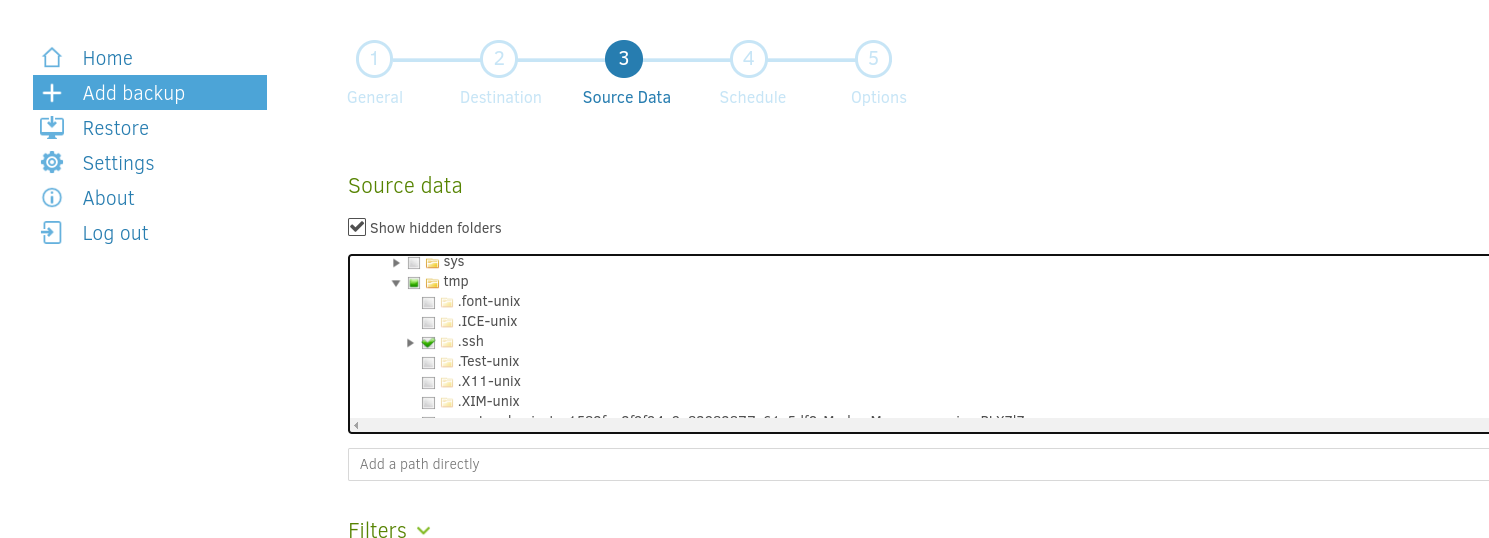 Home
Add backup
Restore
Settings
About
Log out
1 2 3 4 5
General Destination Source Data Schedule Options
Source data
Show hidden folders
sys
tmp
.font-unix
.ICE-unix
.ssh
.Test-unix
.X11-unix
.XIM-unix
Add a path directly
Filters